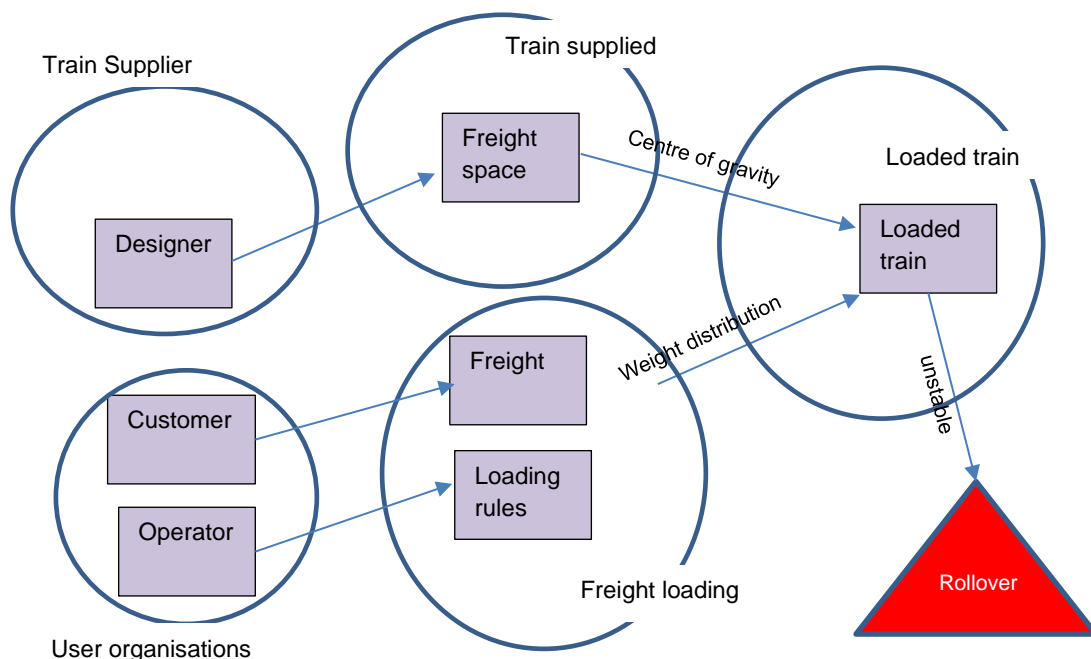 Train supplied
Train Supplier
Freight
space
Centre of gravity
Loaded train
Designer
Loaded
train
Weight distribution
Freight
Customer
unstable
Loading
rules
Operator
Rollover
Freight loading
User organisations